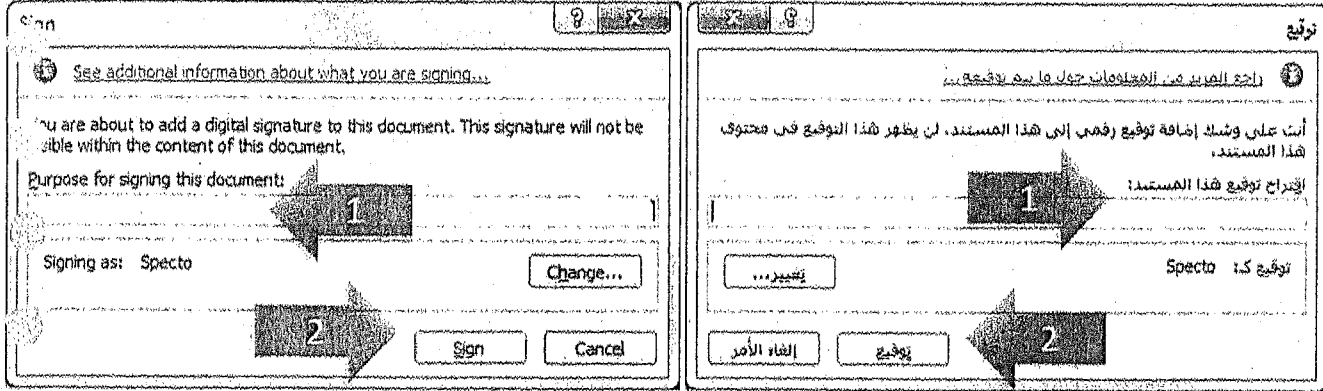 Sign
See additional information about what you are signing...
You are about to add a digital signature to this document. This signature will not be
visible within the content of this document.
Purpose for signing this document:
1
Signing as: Specto
Change...
2
Sign
Cancel
توقيع
راجع المزيد من المعلومات حول ما يتم توقيعه...
أنت على وشك إضافة توقيع رقمي إلى هذا المستند. لن يظهر هذا التوقيع في محتوى
هذا المستند.
اقتراح توقيع هذا المستند:
1
توقيع كـ: Specto
تغيير...
2
توقيع
إلغاء الأمر